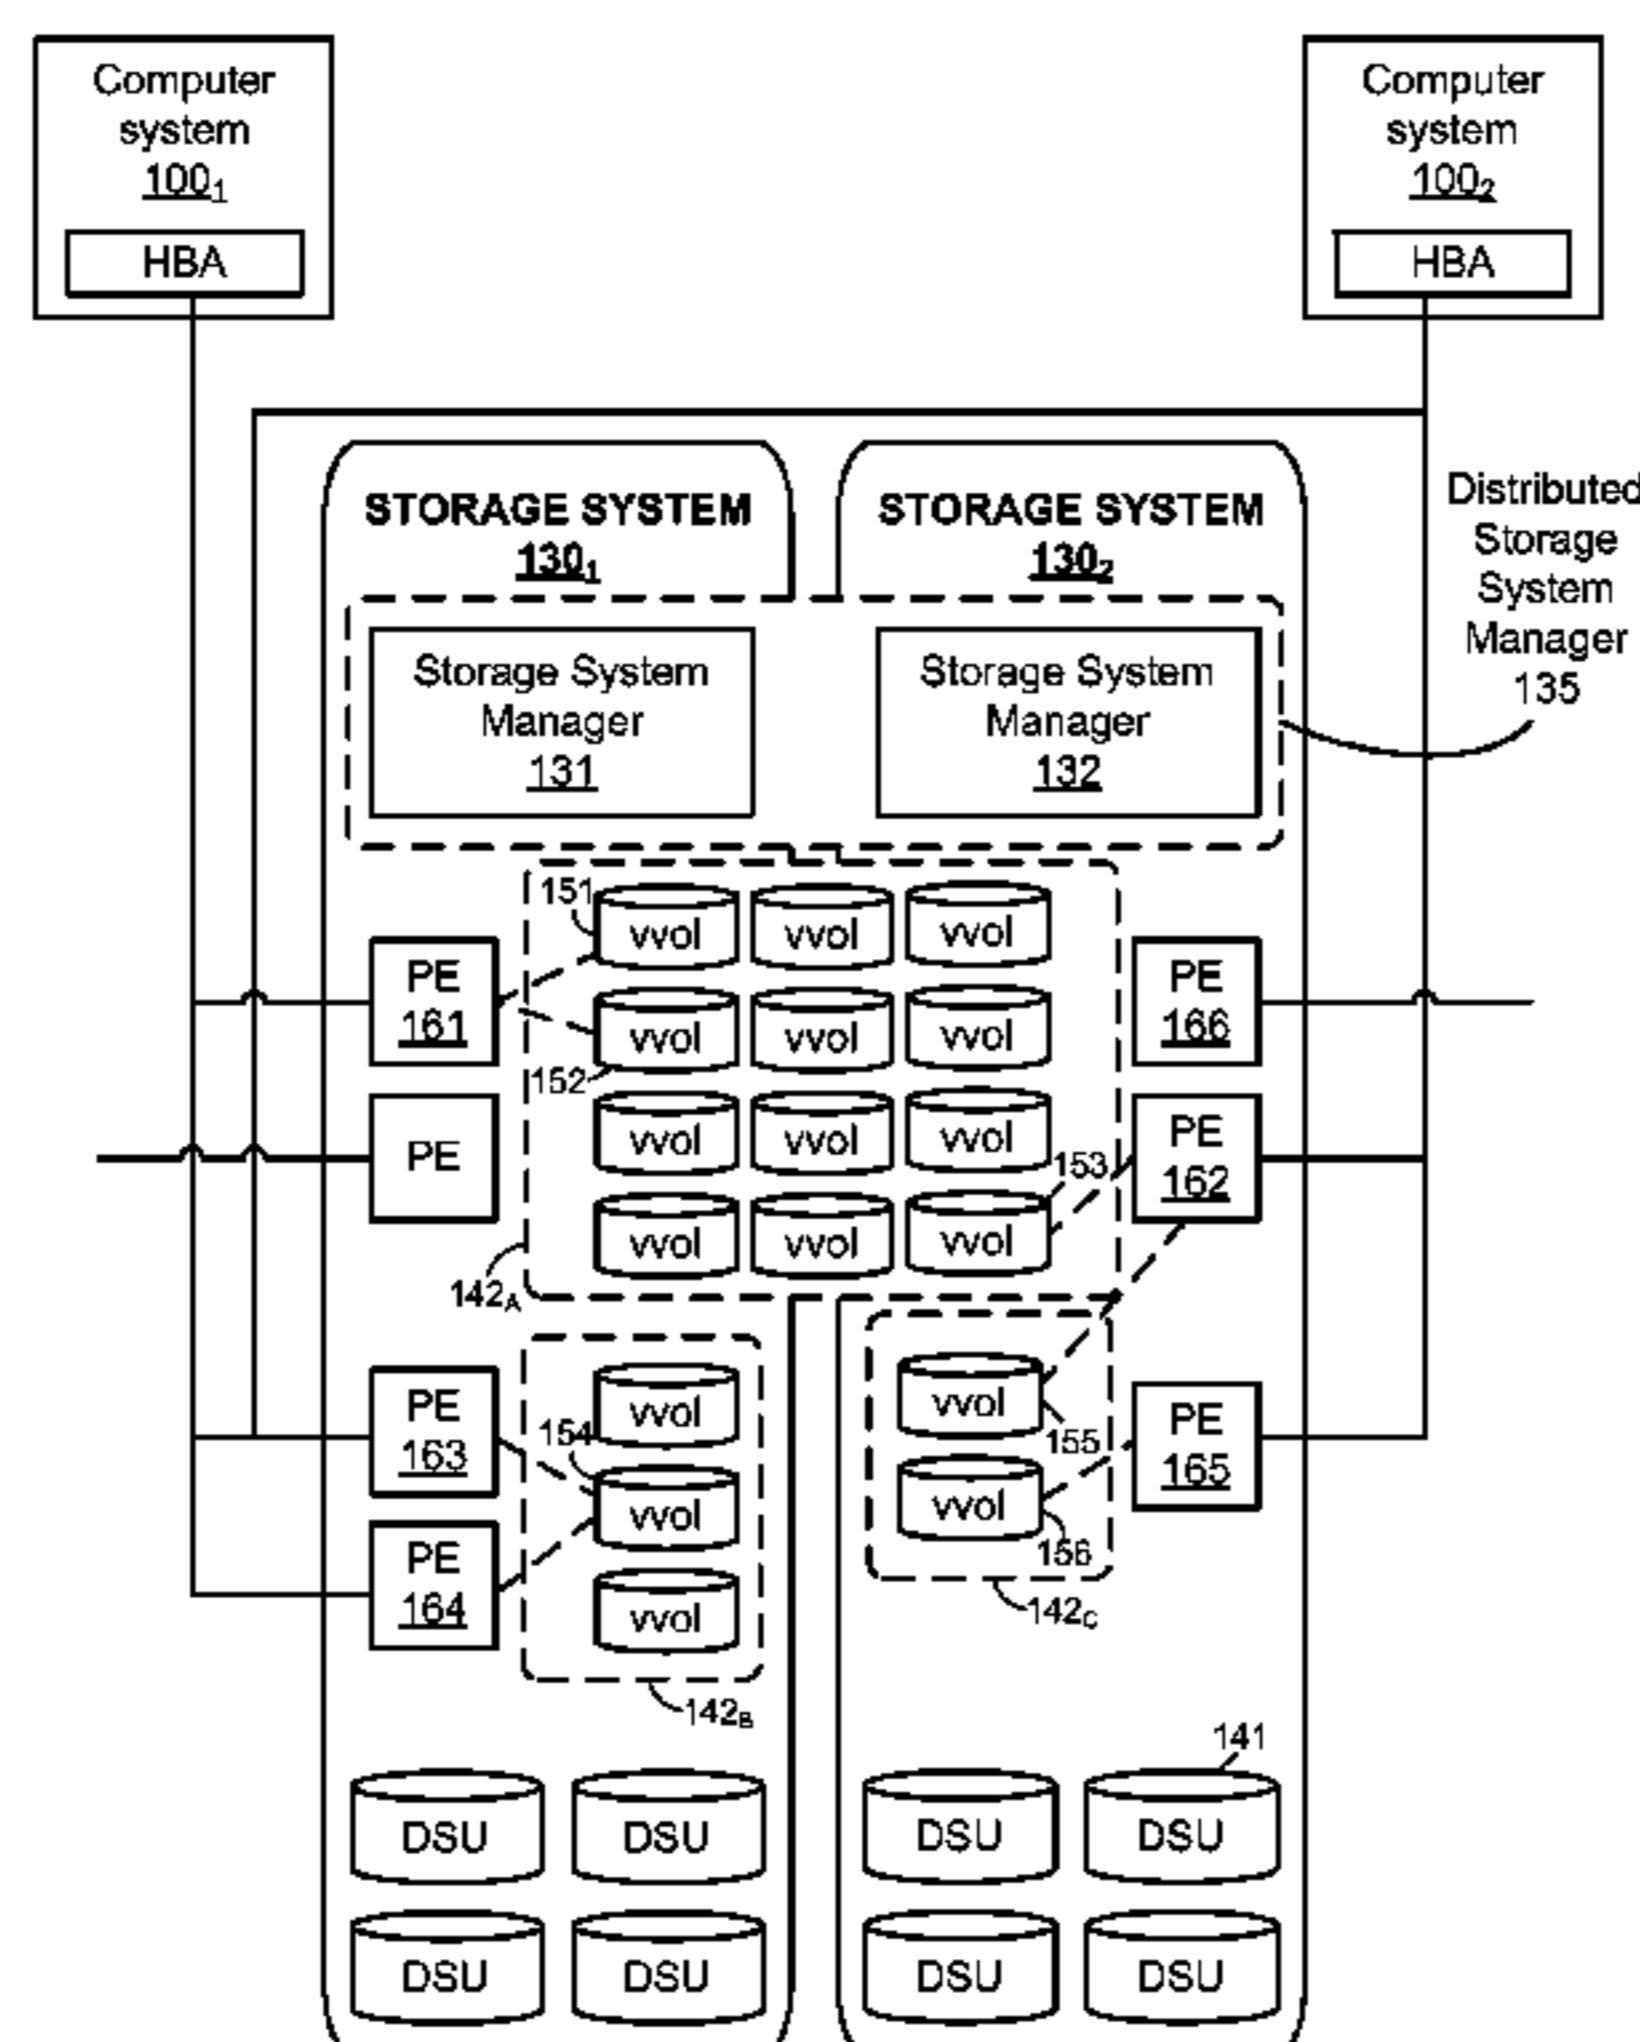 Computer
system
100₁
HBA
Computer
system
100₂
HBA
STORAGE SYSTEM
130₁
STORAGE SYSTEM
130₂
Distributed
Storage
System
Manager
135
Storage System
Manager
131
Storage System
Manager
132
151
vvol vvol vvol
PE
161
PE
166
vvol vvol vvol
152
PE
PE
162
vvol vvol vvol
153
vvol vvol vvol
142A
PE
163
vvol
154
vvol
155
PE
165
vvol
vvol
156
PE
164
vvol
142C
142B
141
DSU DSU DSU DSU
DSU DSU DSU DSU